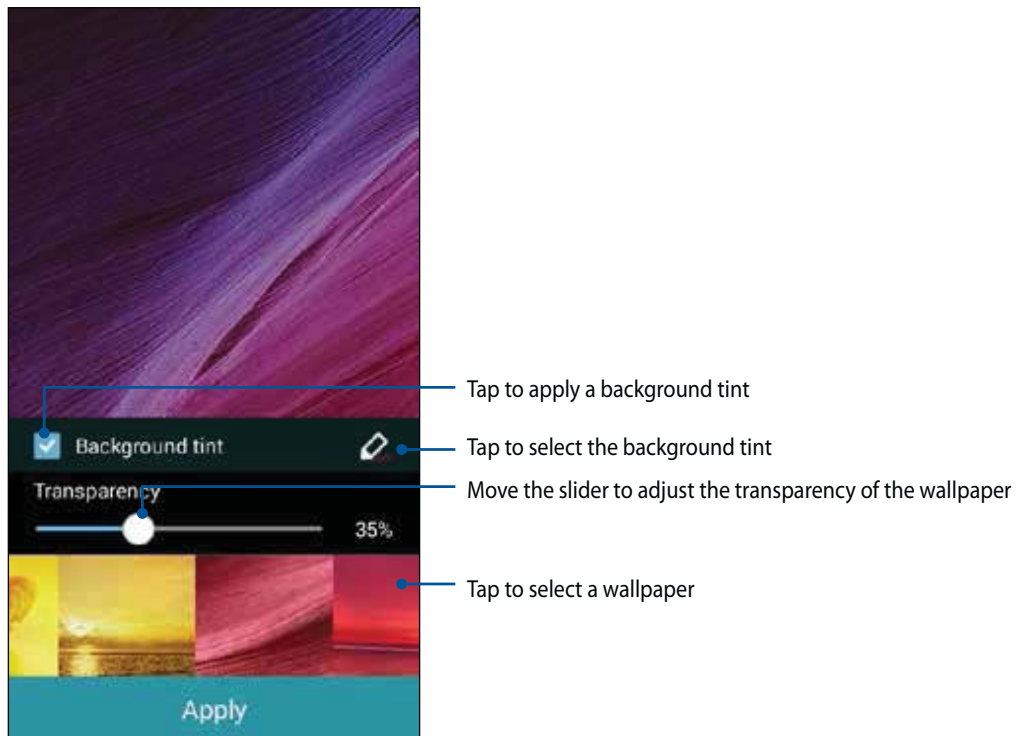 Tap to apply a background tint
Background tint
Tap to select the background tint
Transparency
Move the slider to adjust the transparency of the wallpaper
35%
Tap to select a wallpaper
Apply